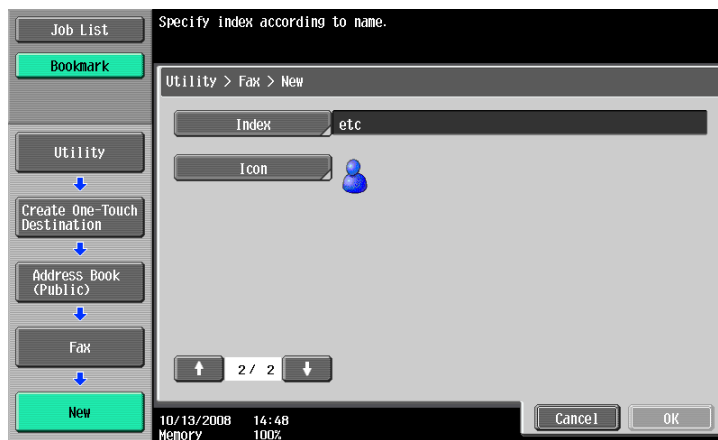 Job List
Bookmark
Utility
Create One-Touch
Destination
Address Book
(Public)
Fax
New
Specify index according to name.
Utility > Fax > New
Index
etc
Icon
2/ 2
Cancel
OK
10/13/2008 14:48
Memory 100%